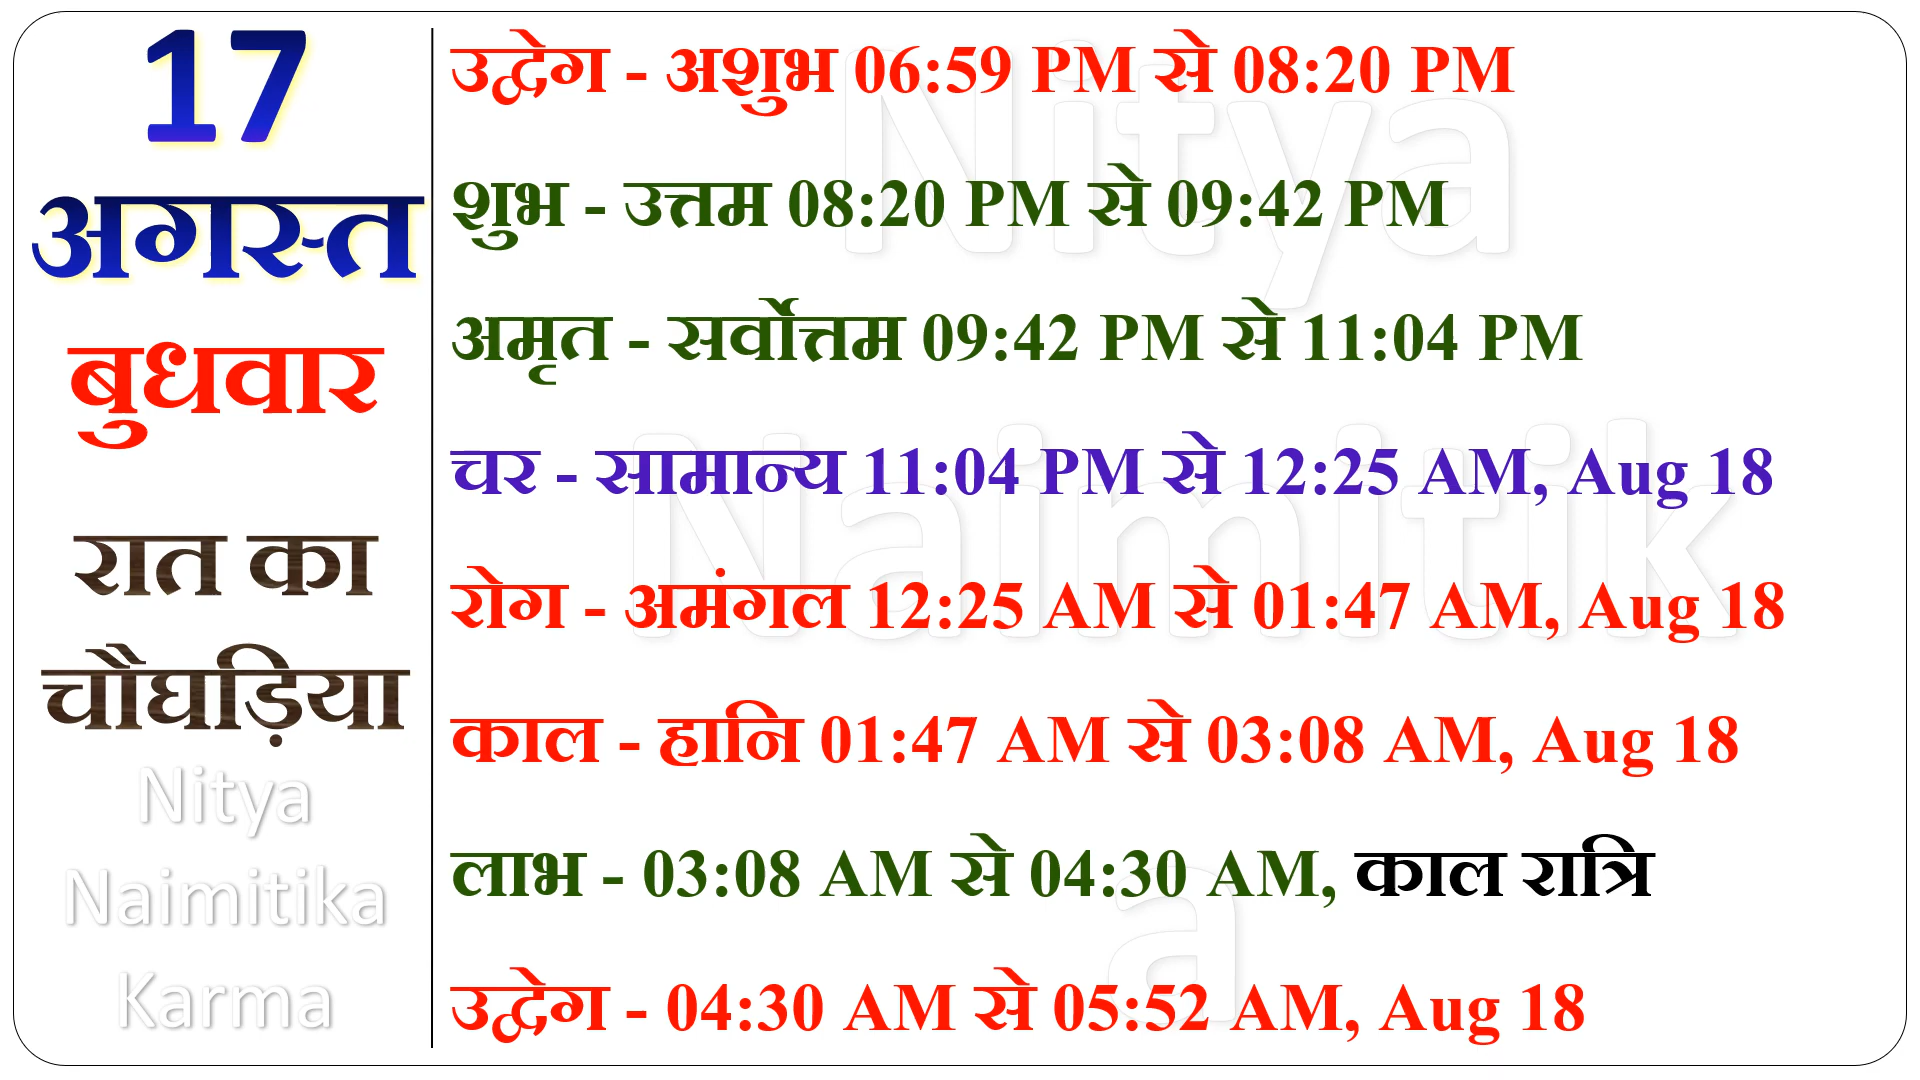 17
अगस्त
बुधवार
रात का
चौघड़िया
Nitya
Naimitika
Karma
उद्वेग - अशुभ 06:59 PM से 08:20 PM
शुभ - उत्तम 08:20 PM से 09:42 PM
अमृत - सर्वोत्तम 09:42 PM से 11:04 PM
चर - सामान्य 11:04 PM से 12:25 AM, Aug 18
रोग - अमंगल 12:25 AM से 01:47 AM, Aug 18
काल - हानि 01:47 AM से 03:08 AM, Aug 18
लाभ - 03:08 AM से 04:30 AM, काल रात्रि
उद्वेग - 04:30 AM से 05:52 AM, Aug 18
Nitya
Naimitik
a